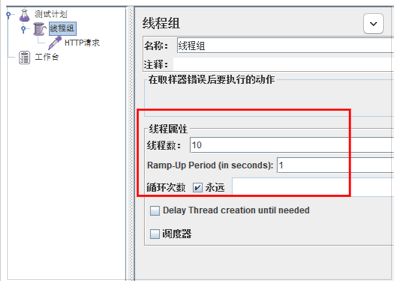 测试计划
线程组
HTTP请求
工作台
线程组
名称: 线程组
注释:
在取样器错误后要执行的动作
线程属性
线程数: 10
Ramp-Up Period (in seconds): 1
循环次数 永远
Delay Thread creation until needed
调度器